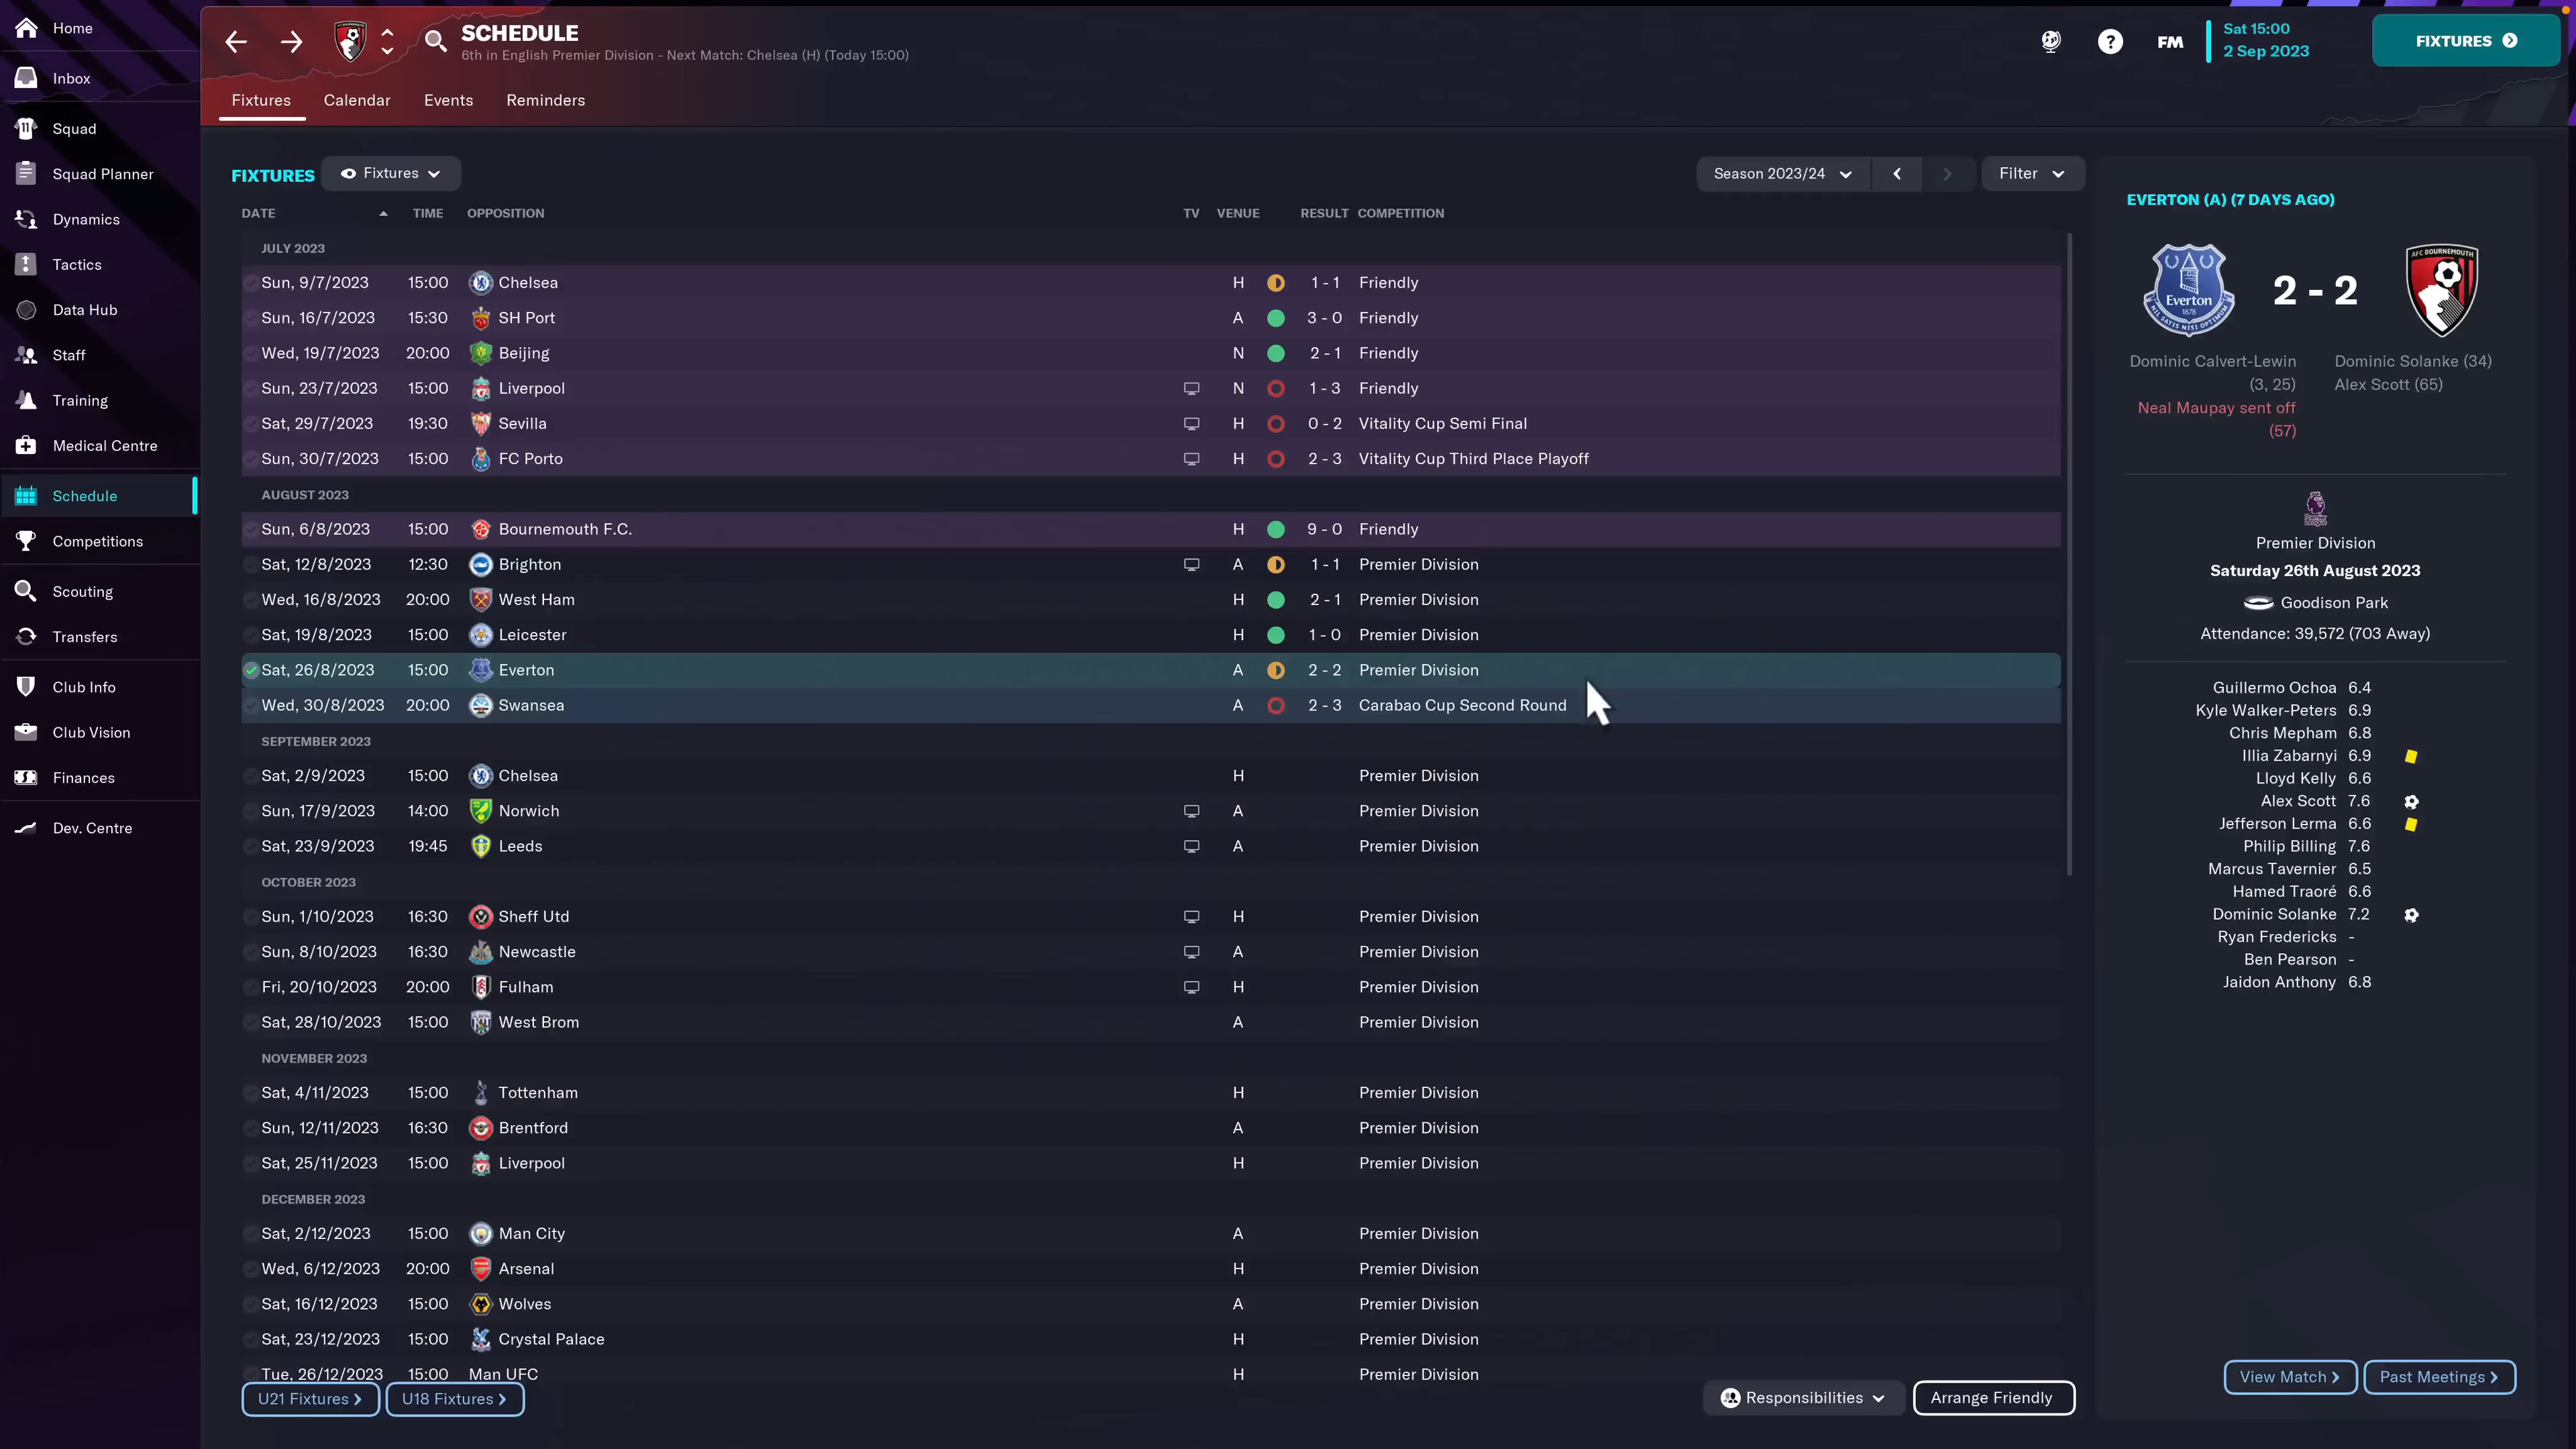 Home
Inbox
Squad
Squad Planner
Dynamics
Tactics
Data Hub
Staff
Training
Medical Centre
Schedule
Competitions
Scouting
Transfers
Club Info
Club Vision
Finances
Dev. Centre
SCHEDULE
6th in English Premier Division - Next Match: Chelsea (H) (Today 15:00)
Fixtures Calendar Events Reminders
FM
Sat 15:00
2 Sep 2023
FIXTURES
FIXTURES Fixtures Season 2023/24 Filter
DATE TIME OPPOSITION TV VENUE RESULT COMPETITION
JULY 2023
Sun, 9/7/2023 15:00 Chelsea H 1 - 1 Friendly
Sun, 16/7/2023 15:30 SH Port A 3 - 0 Friendly
Wed, 19/7/2023 20:00 Beijing N 2 - 1 Friendly
Sun, 23/7/2023 15:00 Liverpool N 1 - 3 Friendly
Sat, 29/7/2023 19:30 Sevilla H 0 - 2 Vitality Cup Semi Final
Sun, 30/7/2023 15:00 FC Porto H 2 - 3 Vitality Cup Third Place Playoff
AUGUST 2023
Sun, 6/8/2023 15:00 Bournemouth F.C. H 9 - 0 Friendly
Sat, 12/8/2023 12:30 Brighton A 1 - 1 Premier Division
Wed, 16/8/2023 20:00 West Ham H 2 - 1 Premier Division
Sat, 19/8/2023 15:00 Leicester H 1 - 0 Premier Division
Sat, 26/8/2023 15:00 Everton A 2 - 2 Premier Division
Wed, 30/8/2023 20:00 Swansea A 2 - 3 Carabao Cup Second Round
SEPTEMBER 2023
Sat, 2/9/2023 15:00 Chelsea H Premier Division
Sun, 17/9/2023 14:00 Norwich A Premier Division
Sat, 23/9/2023 19:45 Leeds A Premier Division
OCTOBER 2023
Sun, 1/10/2023 16:30 Sheff Utd H Premier Division
Sun, 8/10/2023 16:30 Newcastle A Premier Division
Fri, 20/10/2023 20:00 Fulham H Premier Division
Sat, 28/10/2023 15:00 West Brom A Premier Division
NOVEMBER 2023
Sat, 4/11/2023 15:00 Tottenham H Premier Division
Sun, 12/11/2023 16:30 Brentford A Premier Division
Sat, 25/11/2023 15:00 Liverpool H Premier Division
DECEMBER 2023
Sat, 2/12/2023 15:00 Man City A Premier Division
Wed, 6/12/2023 20:00 Arsenal H Premier Division
Sat, 16/12/2023 15:00 Wolves A Premier Division
Sat, 23/12/2023 15:00 Crystal Palace H Premier Division
Tue, 26/12/2023 15:00 Man UFC H Premier Division
U21 Fixtures U18 Fixtures Responsibilities Arrange Friendly
EVERTON (A) (7 DAYS AGO)
Everton
1878
NIL SATIS NISI OPTIMUM
2 - 2
AFC BOURNEMOUTH
Dominic Calvert-Lewin
(3, 25)
Neal Maupay sent off
(57)
Dominic Solanke (34)
Alex Scott (65)
Premier Division
Saturday 26th August 2023
Goodison Park
Attendance: 39,572 (703 Away)
Guillermo Ochoa 6.4
Kyle Walker-Peters 6.9
Chris Mepham 6.8
Illia Zabarnyi 6.9
Lloyd Kelly 6.6
Alex Scott 7.6
Jefferson Lerma 6.6
Philip Billing 7.6
Marcus Tavernier 6.5
Hamed Traoré 6.6
Dominic Solanke 7.2
Ryan Fredericks -
Ben Pearson -
Jaidon Anthony 6.8
View Match Past Meetings